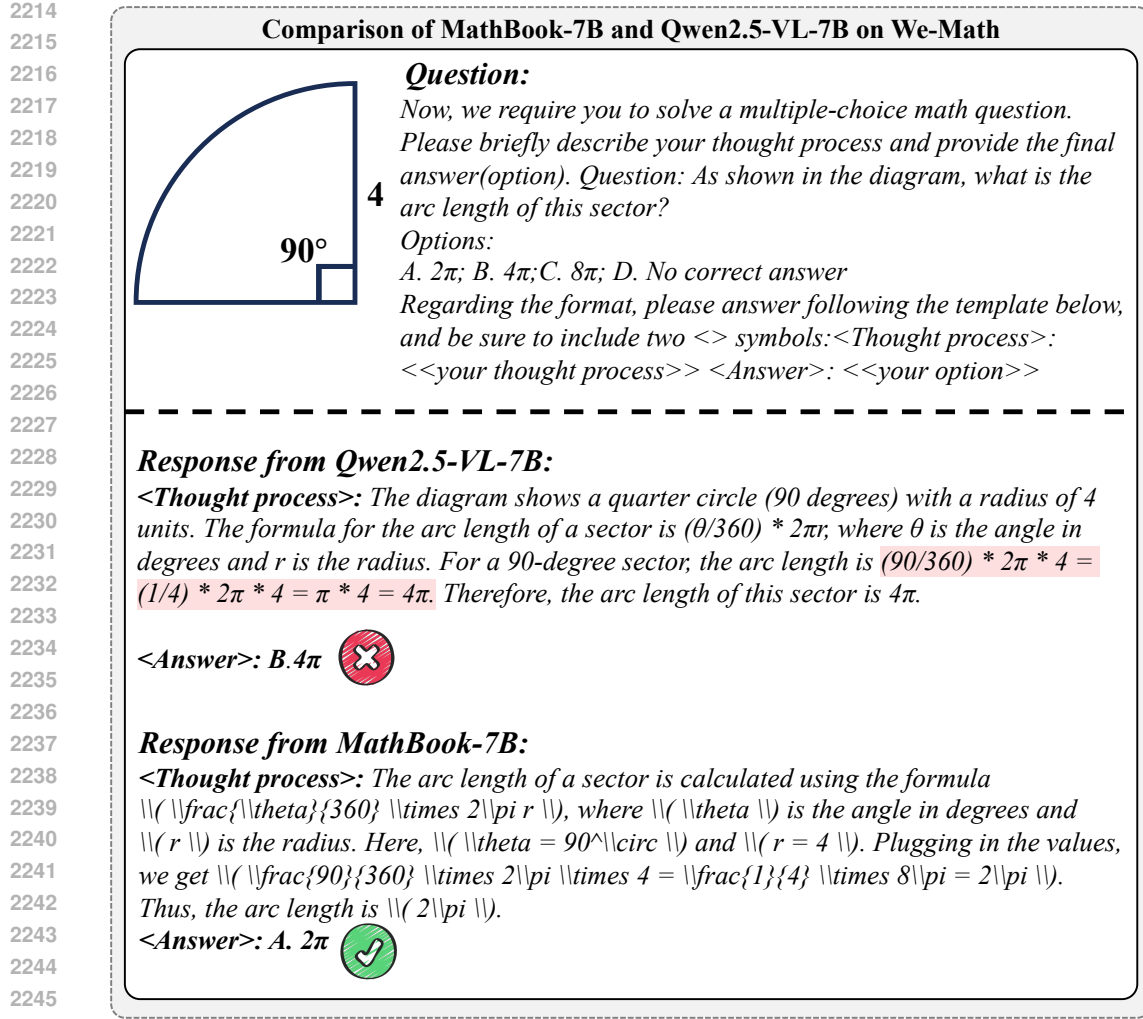 2214
2215
2216
2217
2218
2219
2220
2221
2222
2223
2224
2225
2226
2227
2228
2229
2230
2231
2232
2233
2234
2235
2236
2237
2238
2239
2240
2241
2242
2243
2244
2245
Comparison of MathBook-7B and Qwen2.5-VL-7B on We-Math
4
90°
Question:
Now, we require you to solve a multiple-choice math question.
Please briefly describe your thought process and provide the final
answer(option). Question: As shown in the diagram, what is the
arc length of this sector?
Options:
A. 2π; B. 4π;C. 8π; D. No correct answer
Regarding the format, please answer following the template below,
and be sure to include two <> symbols:<Thought process>:
<<your thought process>> <Answer>: <<your option>>
Response from Qwen2.5-VL-7B:
<Thought process>: The diagram shows a quarter circle (90 degrees) with a radius of 4
units. The formula for the arc length of a sector is (θ/360) * 2πr, where θ is the angle in
degrees and r is the radius. For a 90-degree sector, the arc length is (90/360) * 2π * 4 =
(1/4) * 2π * 4 = π * 4 = 4π. Therefore, the arc length of this sector is 4π.
<Answer>: B.4π
Response from MathBook-7B:
<Thought process>: The arc length of a sector is calculated using the formula
\\( \\frac{\\theta}{360} \\times 2\\pi r \\), where \\( \\theta \\) is the angle in degrees and
\\( r \\) is the radius. Here, \\( \\theta = 90^\\circ \\) and \\( r = 4 \\). Plugging in the values,
we get \\( \\frac{90}{360} \\times 2\\pi \\times 4 = \\frac{1}{4} \\times 8\\pi = 2\\pi \\).
Thus, the arc length is \\( 2\\pi \\).
<Answer>: A. 2π